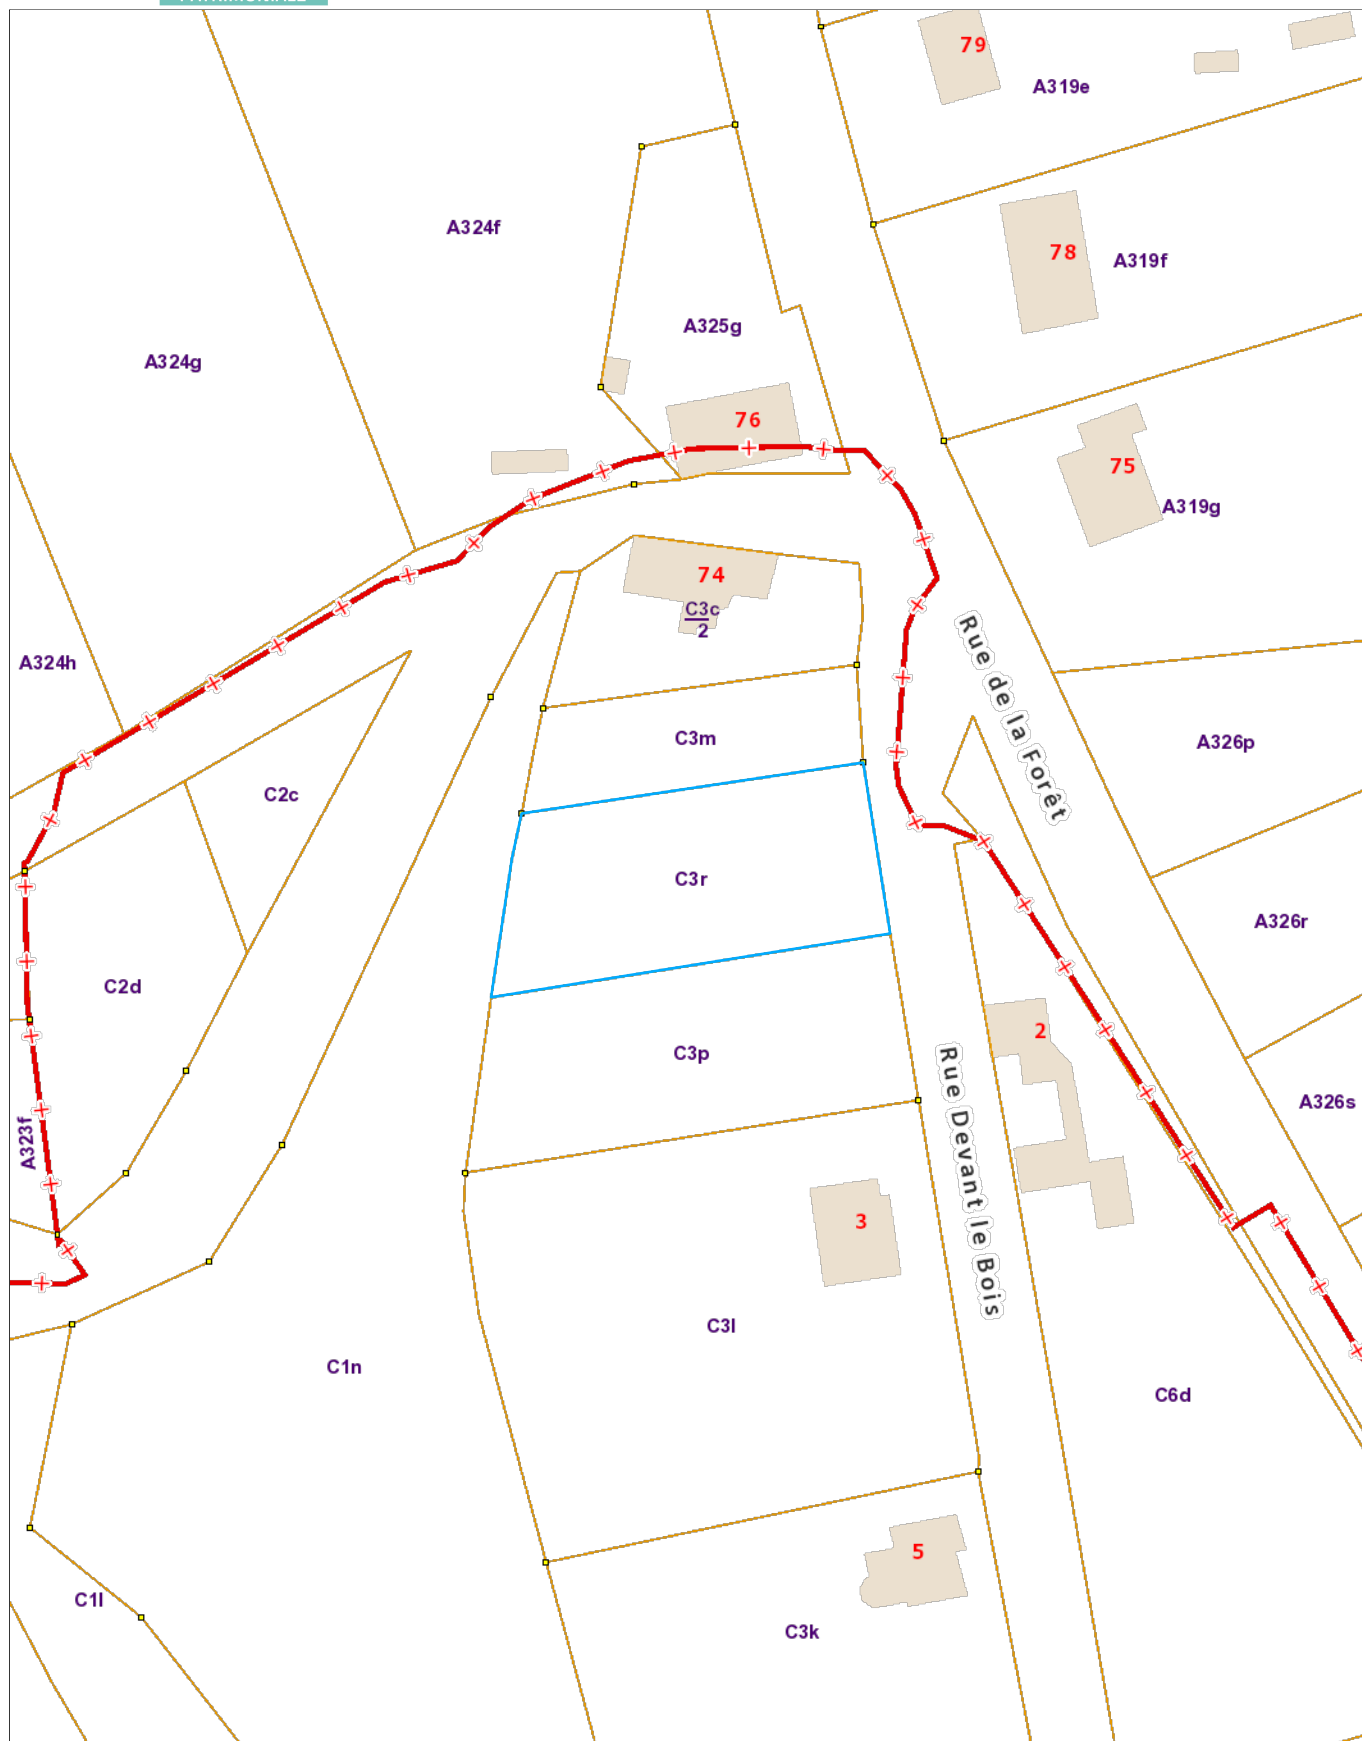 79
A319e
A324f
78
A319f
A325g
A324g
76
75
A319g
74
C3c
2
Rue de la Forêt
A324h
C3m
A326p
C2c
C3r
A326r
C2d
2
C3p
A326s
A323f
Rue Devant le Bois
3
C3l
C1n
C6d
5
C1l
C3k